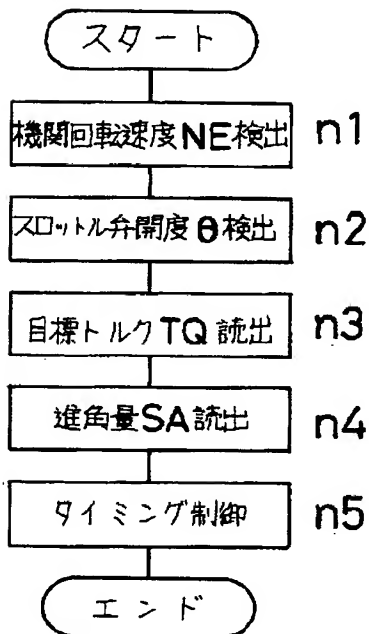 スタート
機関回転速度NE検出 n1
スロットル弁開度θ検出 n2
目標トルクTQ読出 n3
進角量SA読出 n4
タイミング制御 n5
エンド